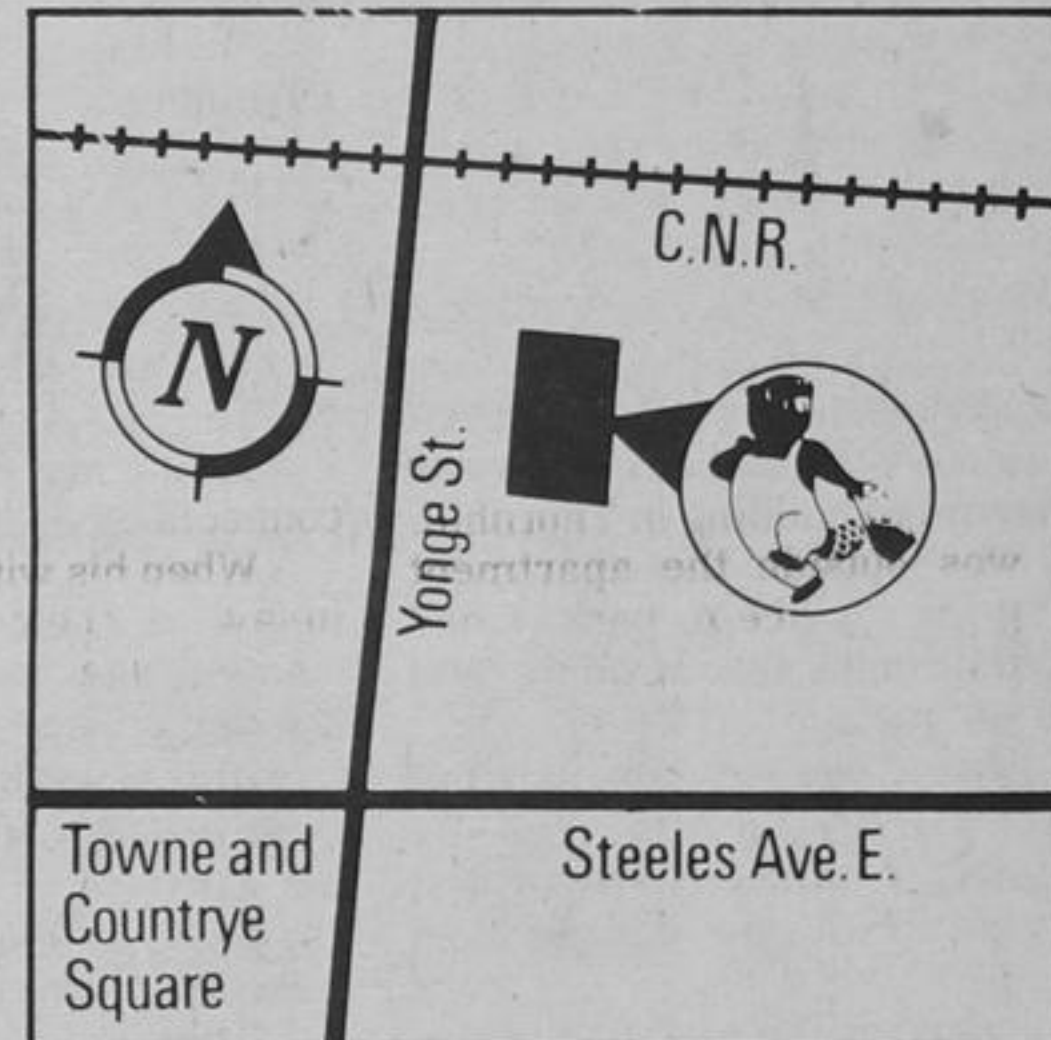 C.N.R.
N
Yonge St.
Towne and
Countrye
Square
Steeles Ave. E.